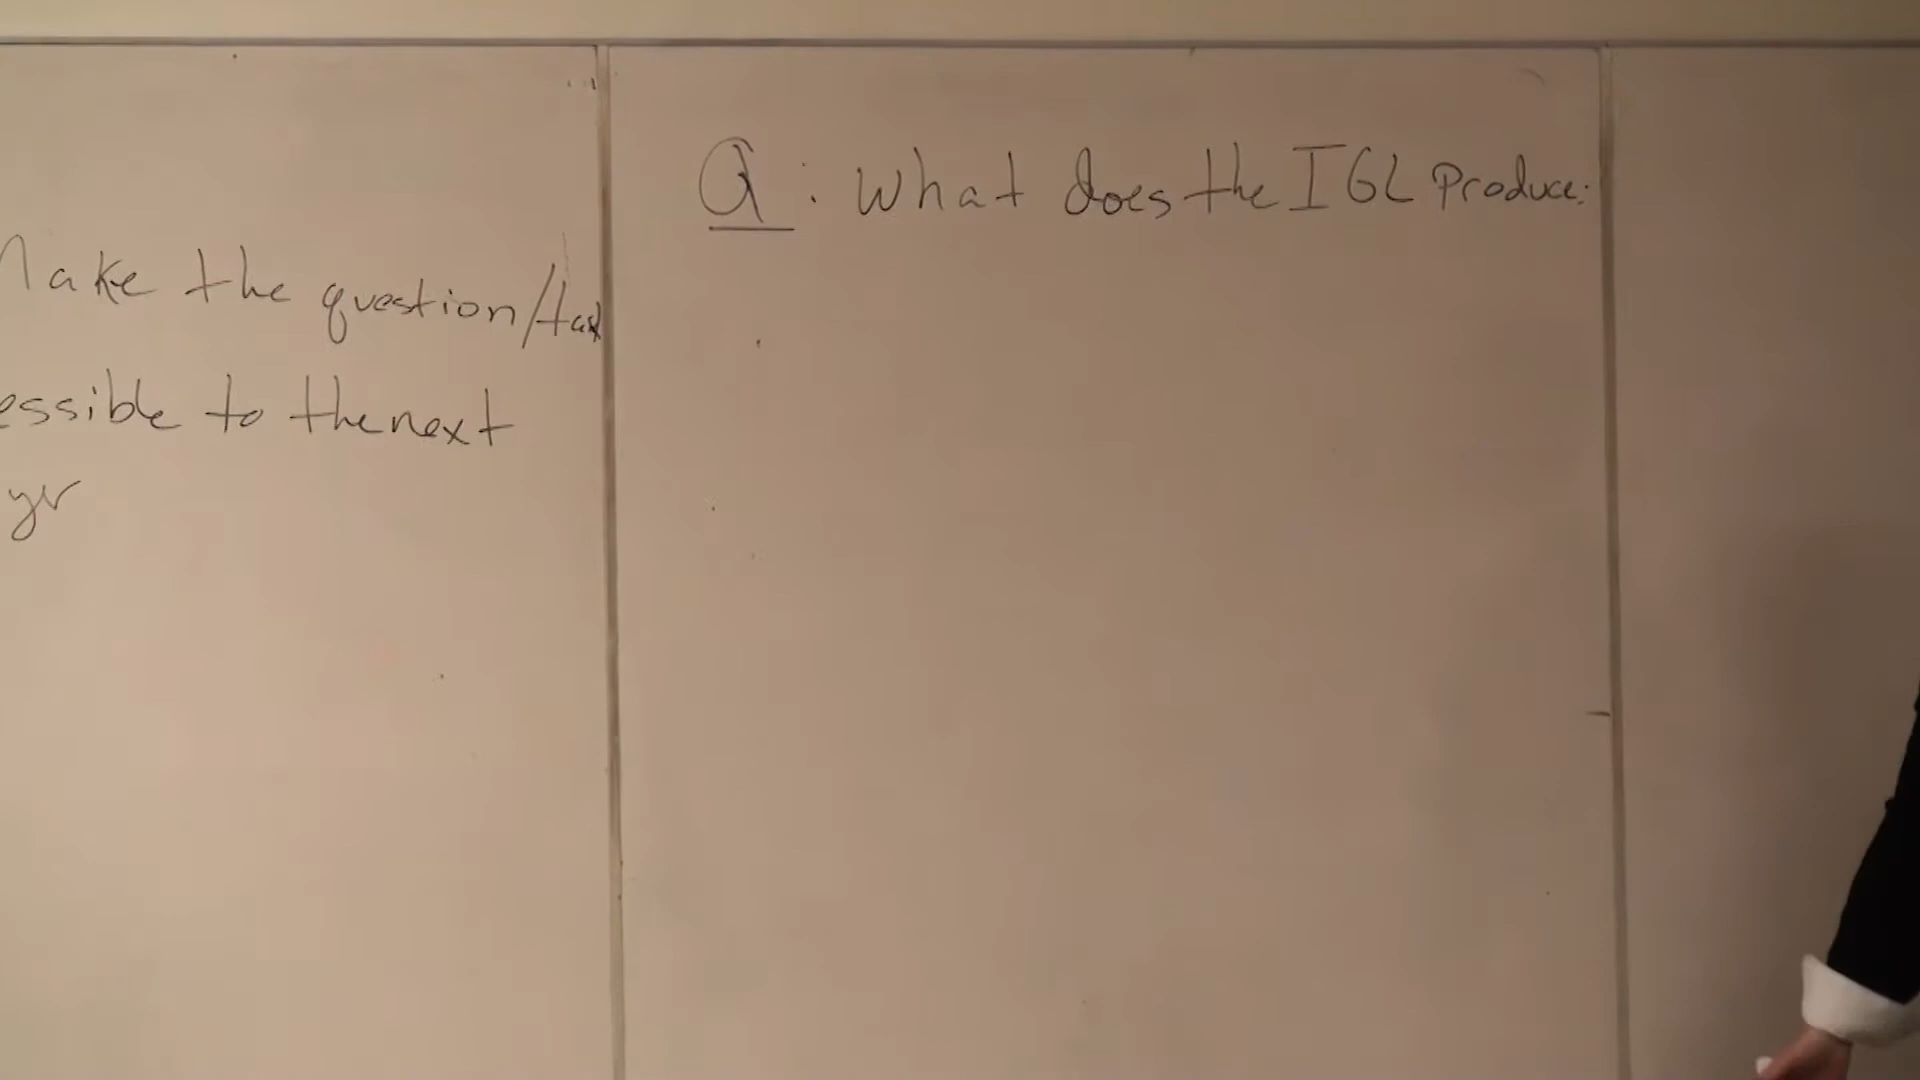 Make the question/task
essible to the next
yr
Q: What does the IGL Produce: